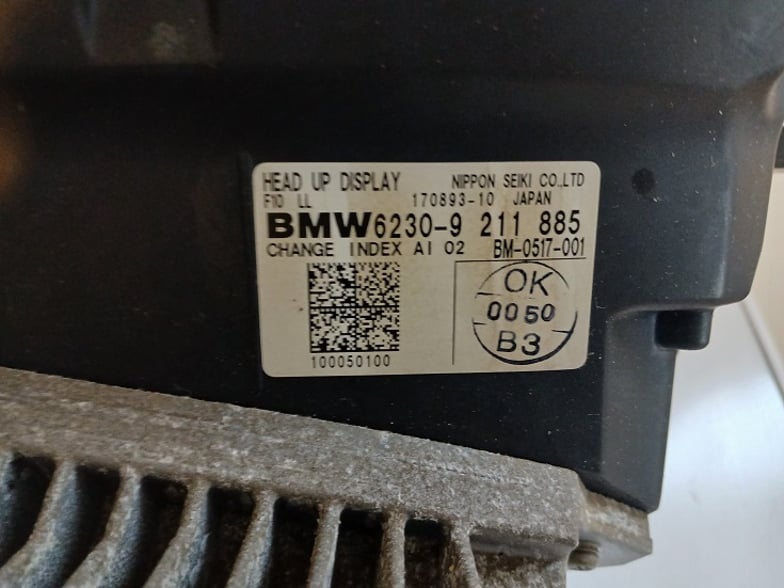 HEAD UP DISPLAY NIPPON SEIKI CO.,LTD
F10 LL 170893-10 JAPAN
BMW 6230-9 211 885
CHANGE INDEX AI 02 BM-0517-001
OK
0050
B3
100050100